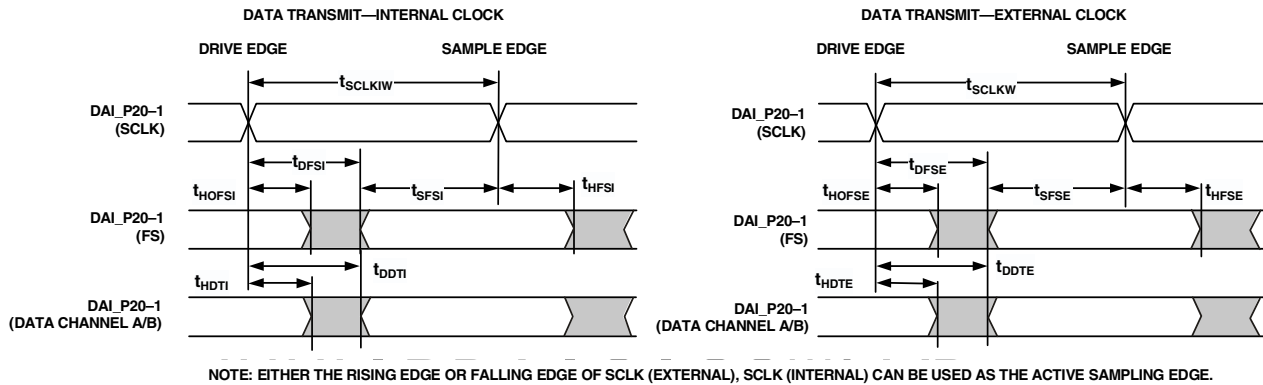 DATA TRANSMIT—INTERNAL CLOCK
DRIVE EDGE
SAMPLE EDGE
tSCLKIW
DAI_P20–1
(SCLK)
tDFSI
tHOFSI
tSFSI
tHFSI
DAI_P20–1
(FS)
tDDTI
tHDTI
DAI_P20–1
(DATA CHANNEL A/B)
DATA TRANSMIT—EXTERNAL CLOCK
DRIVE EDGE
SAMPLE EDGE
tSCLKW
DAI_P20–1
(SCLK)
tDFSE
tHOFSE
tSFSE
tHFSE
DAI_P20–1
(FS)
tDDTE
tHDTE
DAI_P20–1
(DATA CHANNEL A/B)
NOTE: EITHER THE RISING EDGE OR FALLING EDGE OF SCLK (EXTERNAL), SCLK (INTERNAL) CAN BE USED AS THE ACTIVE SAMPLING EDGE.